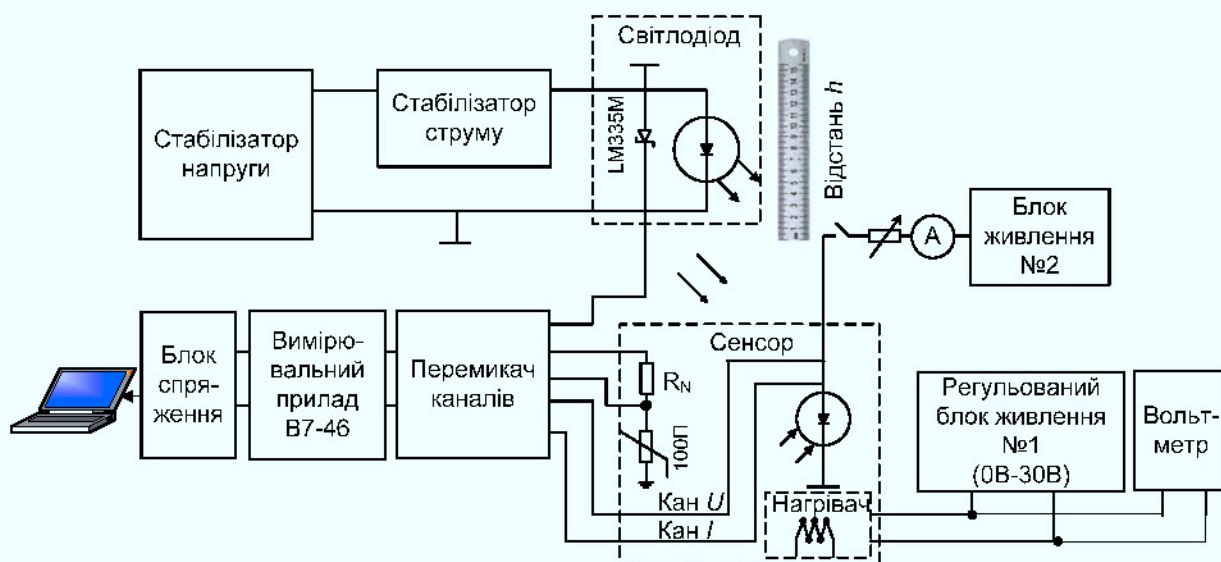 Світлодіод
Стабілізатор
напруги
Стабілізатор
струму
LM335M
Відстань h
А
Блок
живлення
№2
Блок
спря-
ження
Вимірю-
вальний
прилад
В7-46
Перемикач
каналів
Сенсор
RN
100П
Кан U
Кан I
Нагрівач
Регульований
блок живлення
№1
(0В-30В)
Вольт-
метр